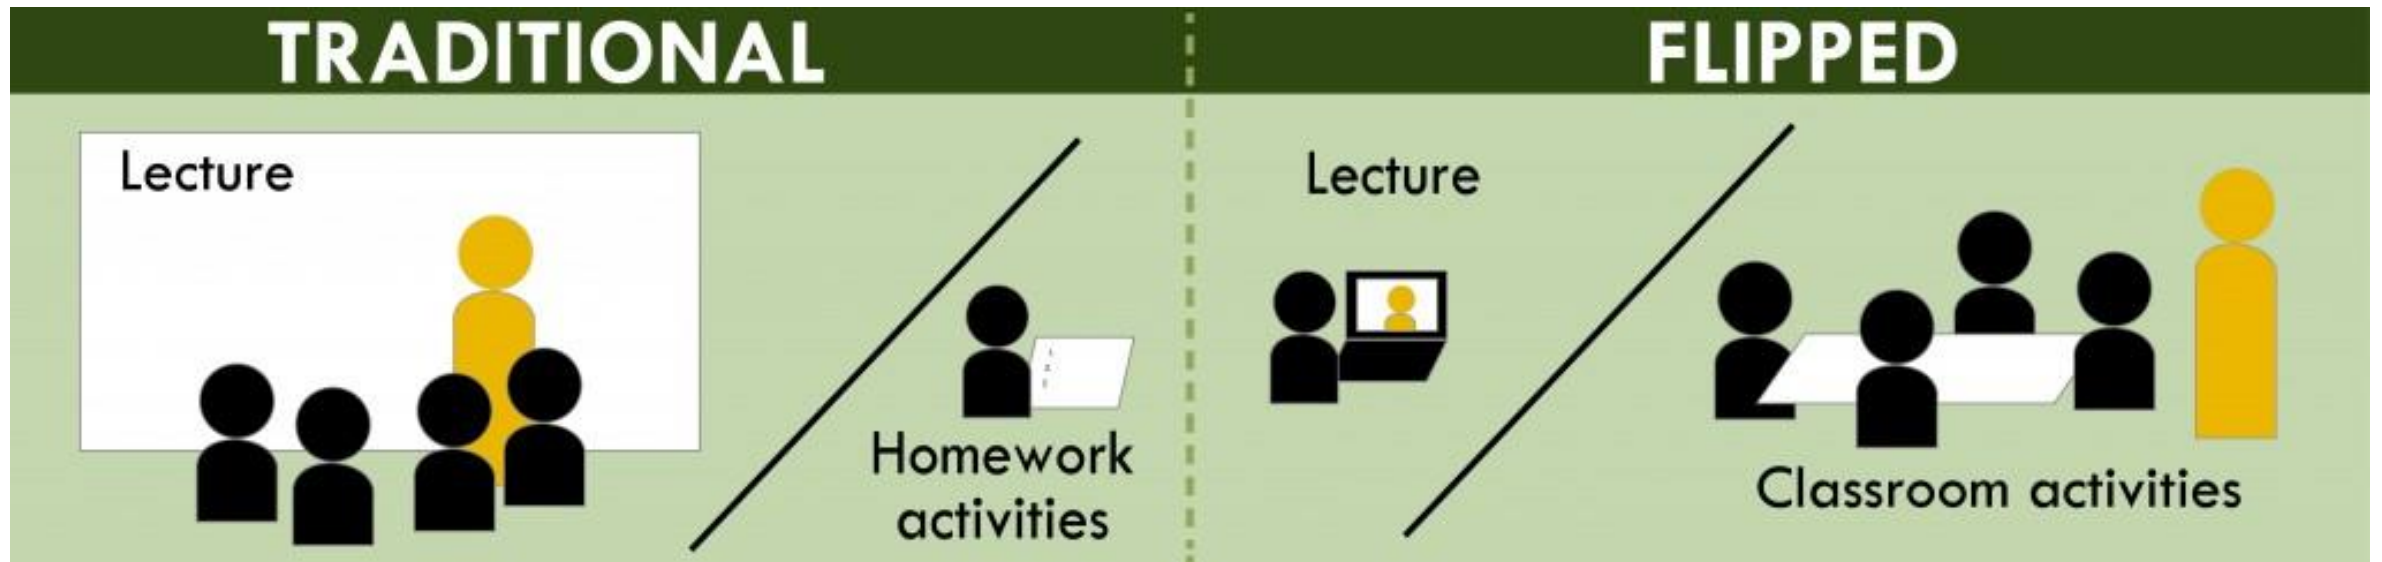 TRADITIONAL
Lecture
Homework
activities
FLIPPED
Lecture
Classroom activities